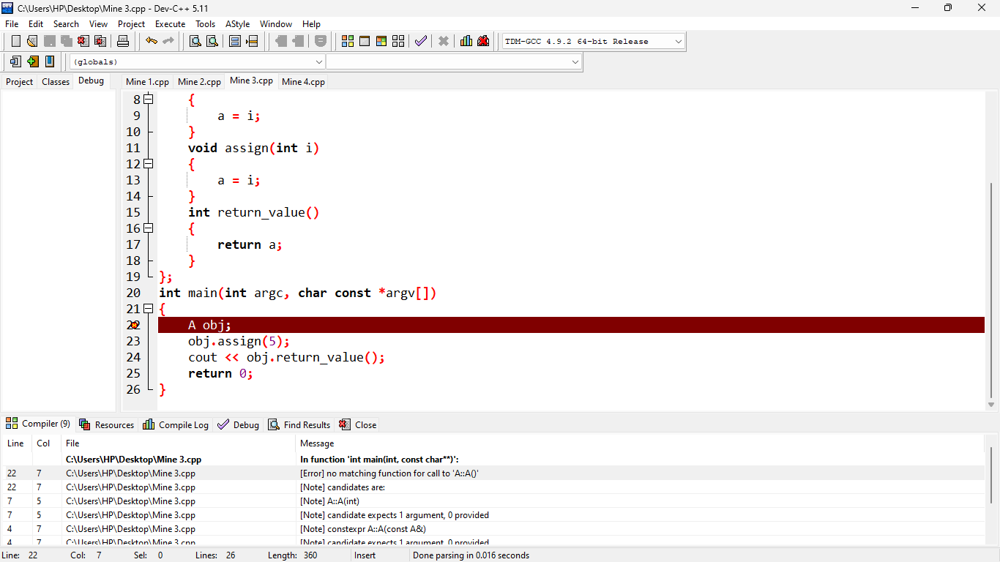 C:\Users\HP\Desktop\Mine 3.cpp - Dev-C++ 5.11
File Edit Search View Project Execute Tools AStyle Window Help
TDM-GCC 4.9.2 64-bit Release
(globals)
Project Classes Debug Mine 1.cpp Mine 2.cpp Mine 3.cpp Mine 4.cpp
8 {
9 a = i;
10 }
11 void assign(int i)
12 {
13 a = i;
14 }
15 int return_value()
16 {
17 return a;
18 }
19 };
20 int main(int argc, char const *argv[])
21 {
22 A obj;
23 obj.assign(5);
24 cout << obj.return_value();
25 return 0;
26 }
Compiler (9) Resources Compile Log Debug Find Results Close
Line Col File Message
C:\Users\HP\Desktop\Mine 3.cpp In function 'int main(int, const char**)':
22 7 C:\Users\HP\Desktop\Mine 3.cpp [Error] no matching function for call to 'A::A()'
22 7 C:\Users\HP\Desktop\Mine 3.cpp [Note] candidates are:
7 5 C:\Users\HP\Desktop\Mine 3.cpp [Note] A::A(int)
7 5 C:\Users\HP\Desktop\Mine 3.cpp [Note] candidate expects 1 argument, 0 provided
4 7 C:\Users\HP\Desktop\Mine 3.cpp [Note] constexpr A::A(const A&)
4 7 C:\Users\HP\Desktop\Mine 3.cpp [Note] candidate expects 1 argument, 0 provided
Line: 22 Col: 7 Sel: 0 Lines: 26 Length: 360 Insert Done parsing in 0.016 seconds